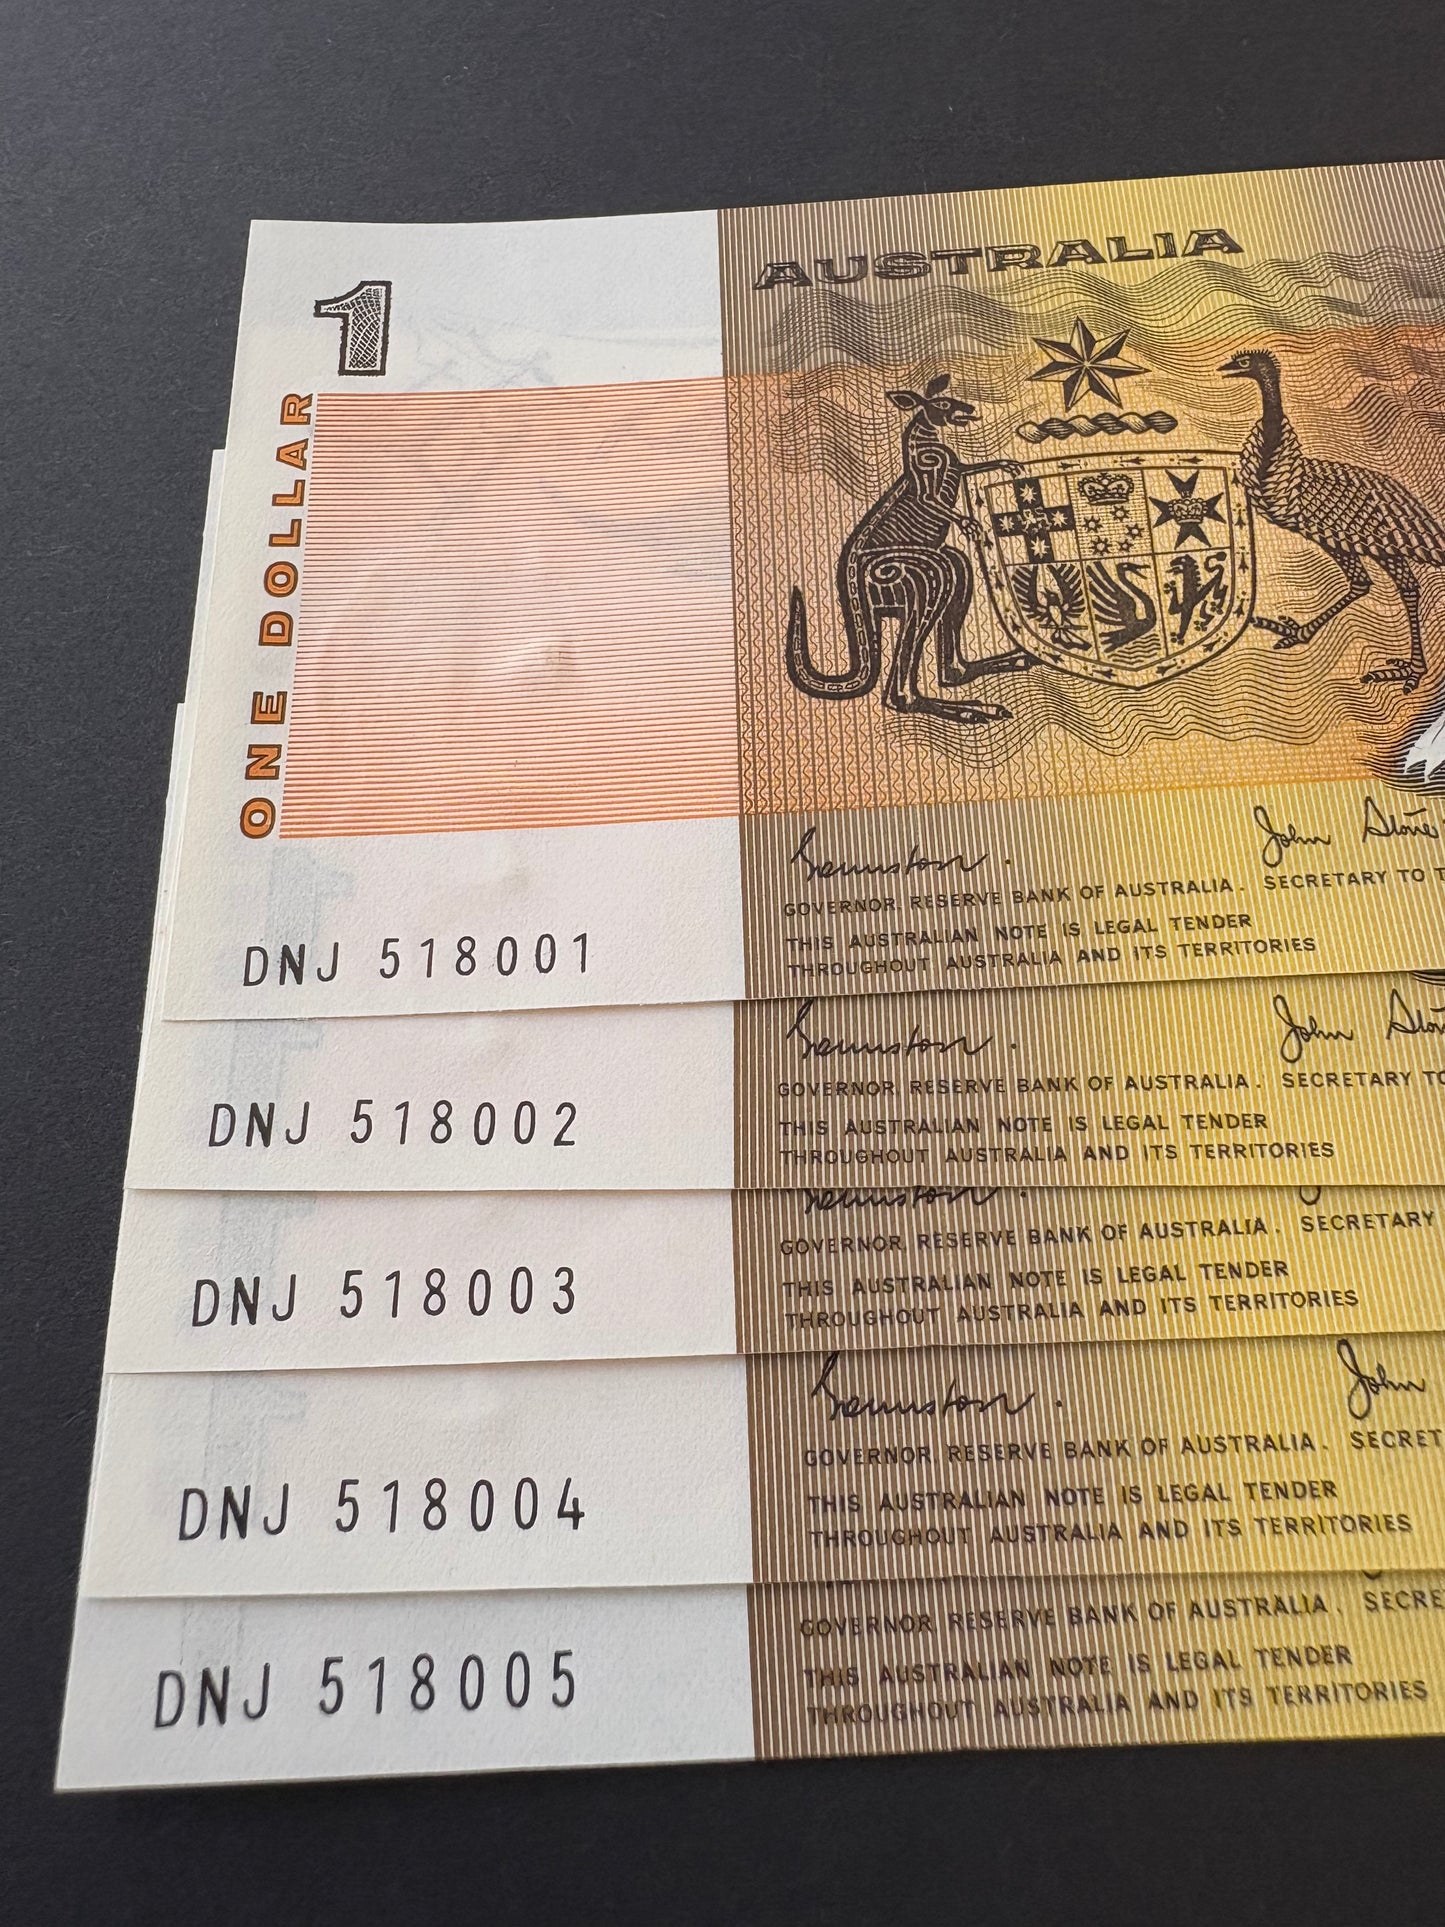 AUSTRALIA
1
ONE DOLLAR
John Stone
GOVERNOR, RESERVE BANK OF AUSTRALIA. SECRETARY TO
THIS AUSTRALIAN NOTE IS LEGAL TENDER
THROUGHOUT AUSTRALIA AND ITS TERRITORIES
DNJ 518001
John
GOVERNOR, RESERVE BANK OF AUSTRALIA. SECRETARY TO
THIS AUSTRALIAN NOTE IS LEGAL TENDER
THROUGHOUT AUSTRALIA AND ITS TERRITORIES
DNJ 518002
GOVERNOR, RESERVE BANK OF AUSTRALIA. SECRETARY
THIS AUSTRALIAN NOTE IS LEGAL TENDER
THROUGHOUT AUSTRALIA AND ITS TERRITORIES
DNJ 518003
John
GOVERNOR, RESERVE BANK OF AUSTRALIA. SECRET
THIS AUSTRALIAN NOTE IS LEGAL TENDER
THROUGHOUT AUSTRALIA AND ITS TERRITORIES
DNJ 518004
GOVERNOR, RESERVE BANK OF AUSTRALIA. SECRE
THIS AUSTRALIAN NOTE IS LEGAL TENDER
THROUGHOUT AUSTRALIA AND ITS TERRITORIES
DNJ 518005